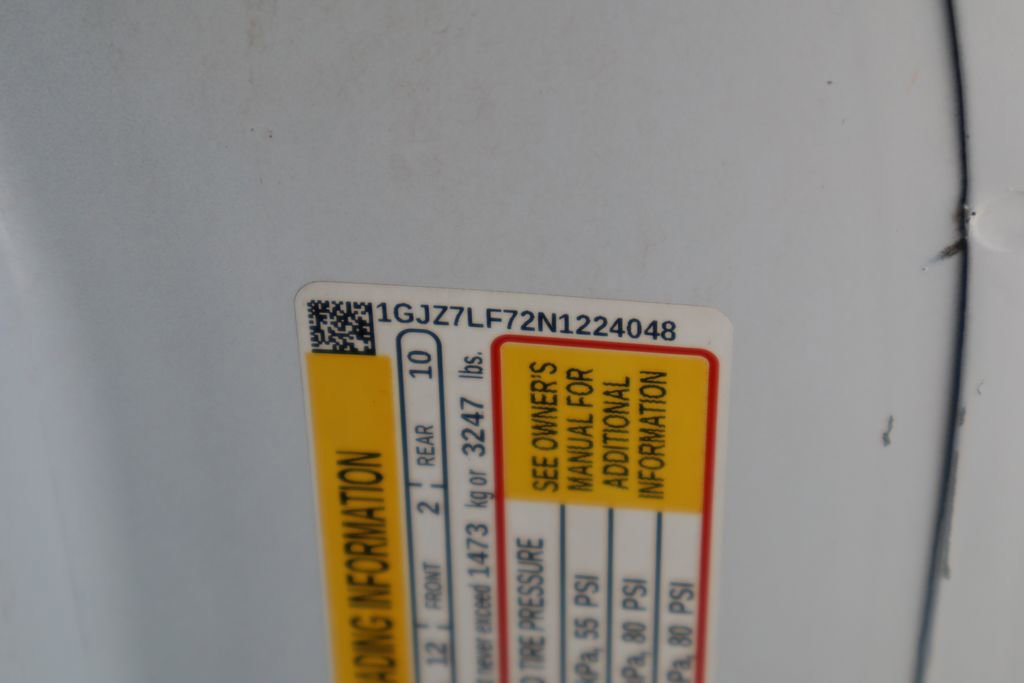 1GJZ7LF72N1224048
ADING INFORMATION
12 FRONT 2 REAR 10
never exceed 1473 kg or 3247 lbs.
TIRE PRESSURE
SEE OWNER'S
MANUAL FOR
ADDITIONAL
INFORMATION
kPa, 55 PSI
kPa, 80 PSI
kPa, 80 PSI